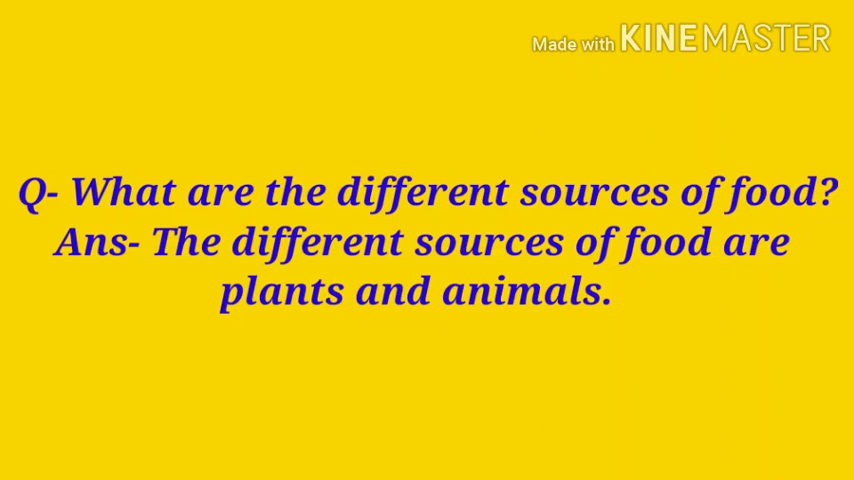 Made with KINEMASTER
Q- What are the different sources of food?
Ans- The different sources of food are
plants and animals.